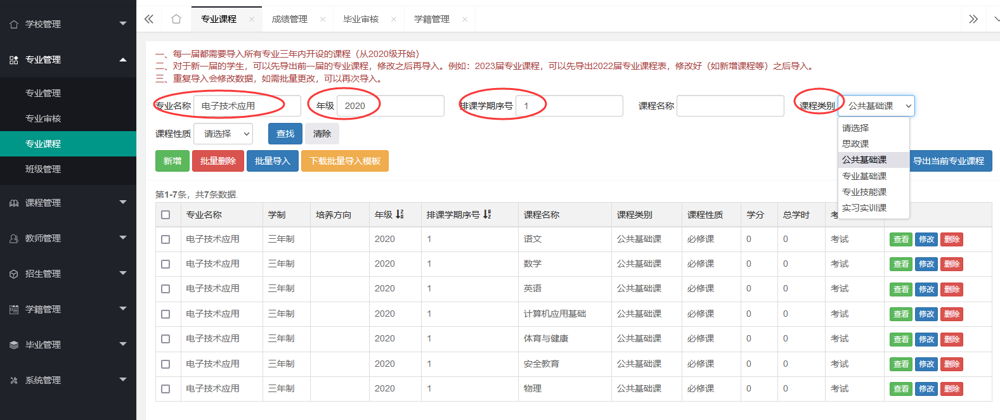 学校管理
专业管理
专业管理
专业审核
专业课程
班级管理
课程管理
教师管理
招生管理
学籍管理
毕业管理
系统管理
专业课程 × 成绩管理 × 毕业审核 × 学籍管理 ×
一、每一届都需要导入所有专业三年内开设的课程（从2020级开始）
二、对于新一届的学生，可以先导出前一届的专业课程，修改之后再导入。例如：2023届专业课程，可以先导出2022届专业课程表，修改好（如新增课程等）之后导入。
三、重复导入会修改数据，如需批量更改，可以再次导入。
专业名称 电子技术应用 年级 2020 排课学期序号 1 课程名称 课程类别 公共基础课
课程性质 请选择 查找 清除
请选择
思政课
公共基础课
专业基础课
专业技能课
实习实训课
新增 批量删除 批量导入 下载批量导入模板 导出当前专业课程
第1-7条，共7条数据.
专业名称 学制 培养方向 年级 排课学期序号 课程名称 课程类别 课程性质 学分 总学时 考
电子技术应用 三年制 2020 1 语文 公共基础课 必修课 0 0 考试 查看 修改 删除
电子技术应用 三年制 2020 1 数学 公共基础课 必修课 0 0 考试 查看 修改 删除
电子技术应用 三年制 2020 1 英语 公共基础课 必修课 0 0 考试 查看 修改 删除
电子技术应用 三年制 2020 1 计算机应用基础 公共基础课 必修课 0 0 考试 查看 修改 删除
电子技术应用 三年制 2020 1 体育与健康 公共基础课 必修课 0 0 考试 查看 修改 删除
电子技术应用 三年制 2020 1 安全教育 公共基础课 必修课 0 0 考试 查看 修改 删除
电子技术应用 三年制 2020 1 物理 公共基础课 必修课 0 0 考试 查看 修改 删除